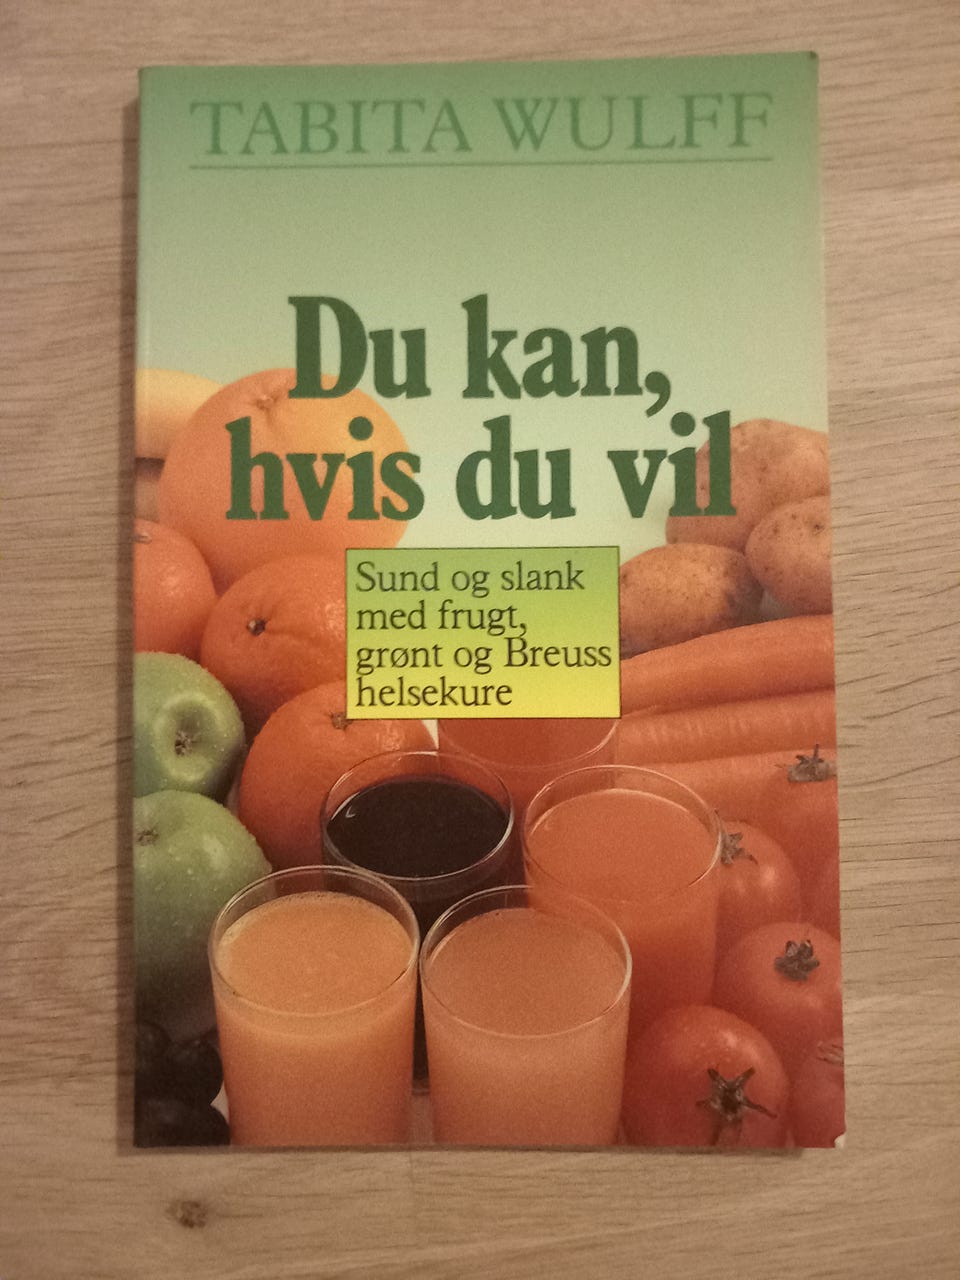 TABITA WULFF
Du kan,
hvis du vil
Sund og slank
med frugt,
grønt og Breuss
helsekure